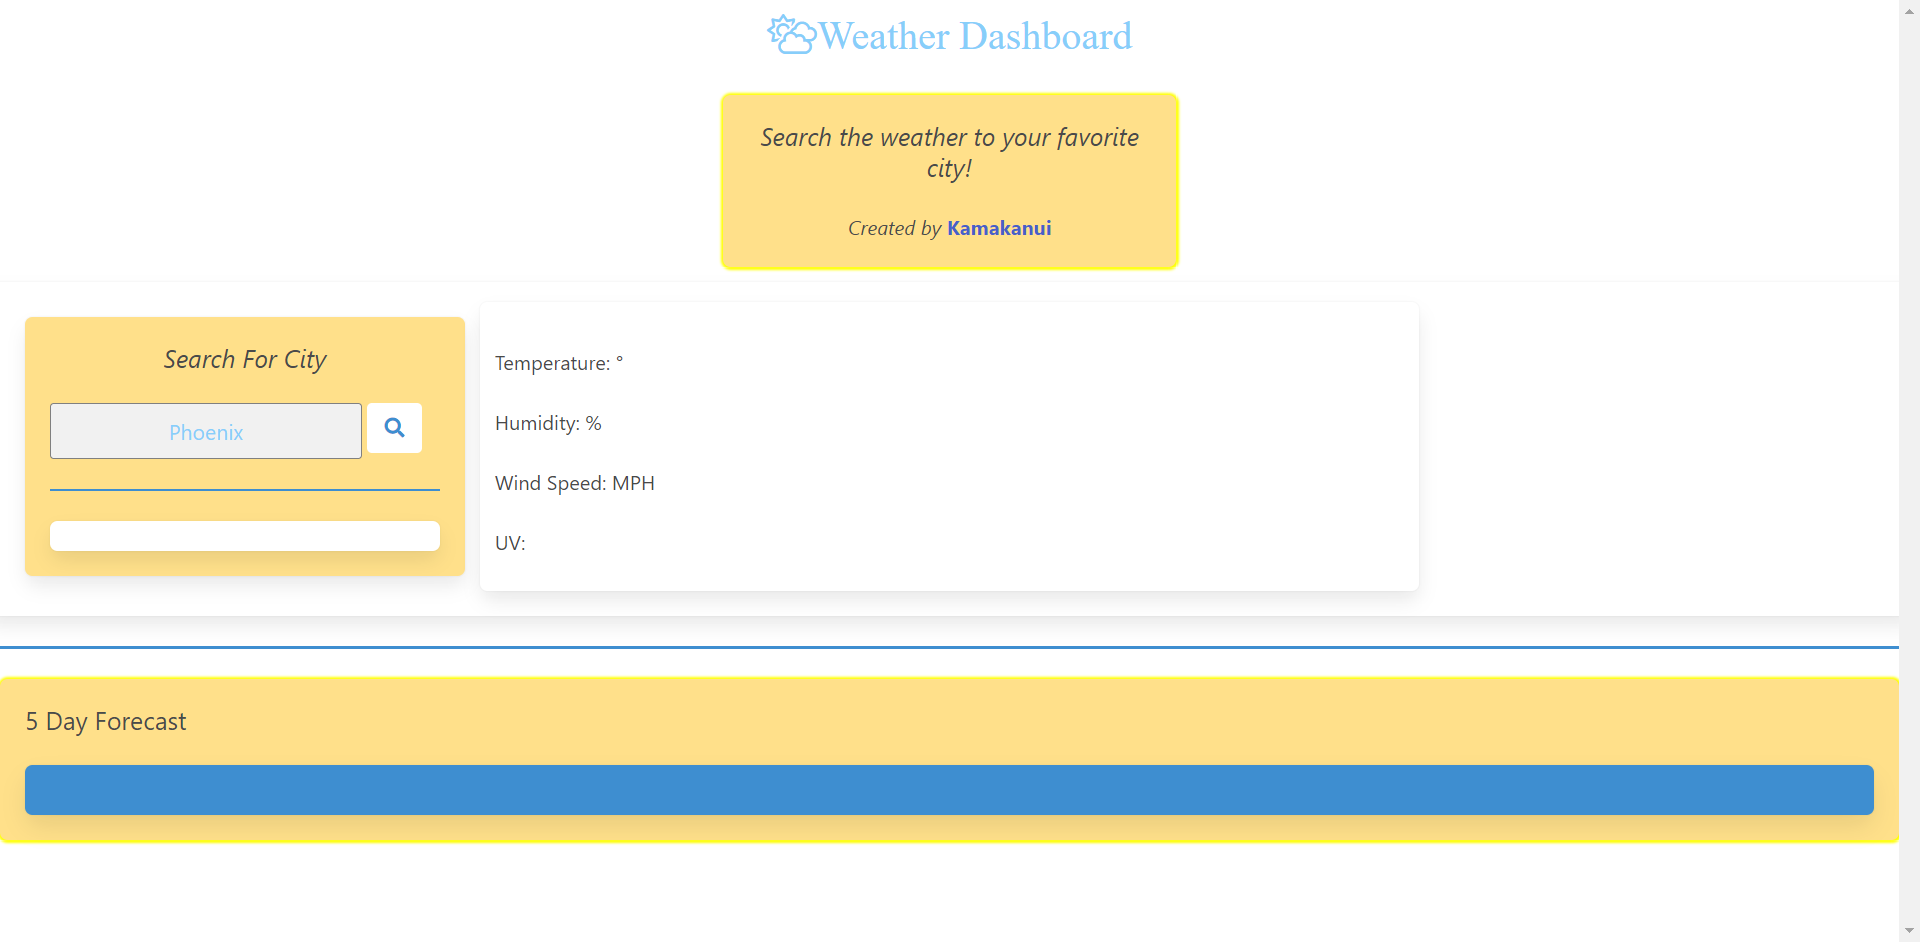 Weather Dashboard
Search the weather to your favorite
city!
Created by Kamakanui
Search For City
Phoenix
Temperature: °
Humidity: %
Wind Speed: MPH
UV:
5 Day Forecast